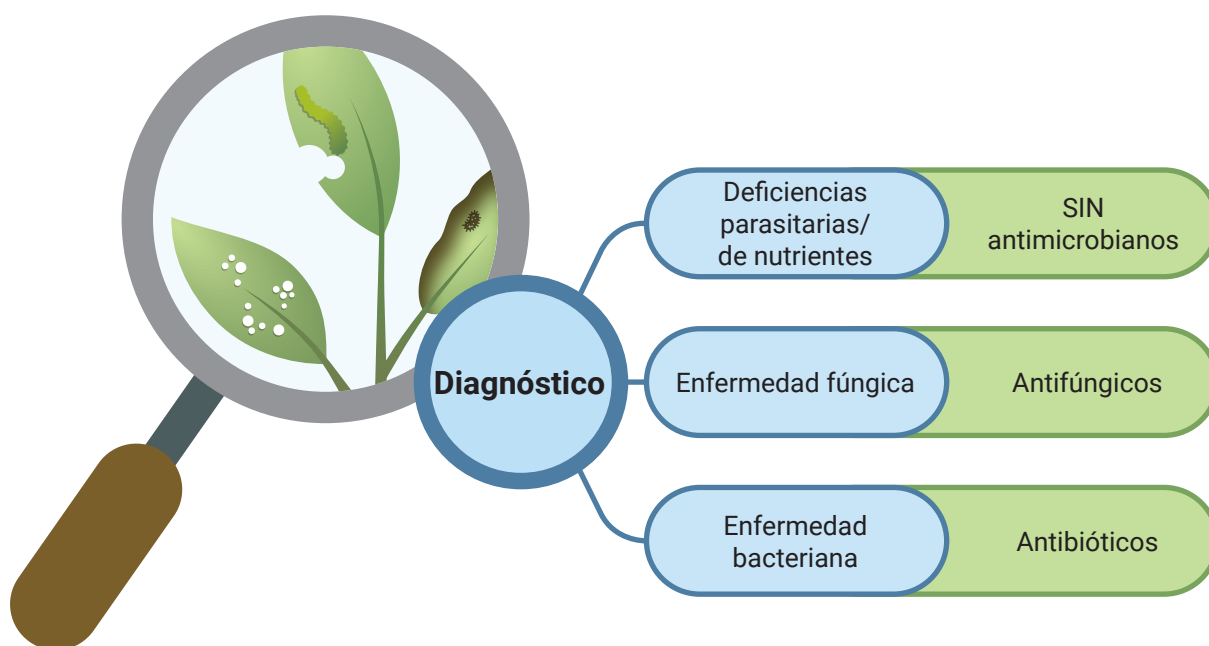 Diagnóstico
Deficiencias
parasitarias/
de nutrientes
SIN
antimicrobianos
Enfermedad fúngica
Antifúngicos
Enfermedad
bacteriana
Antibióticos